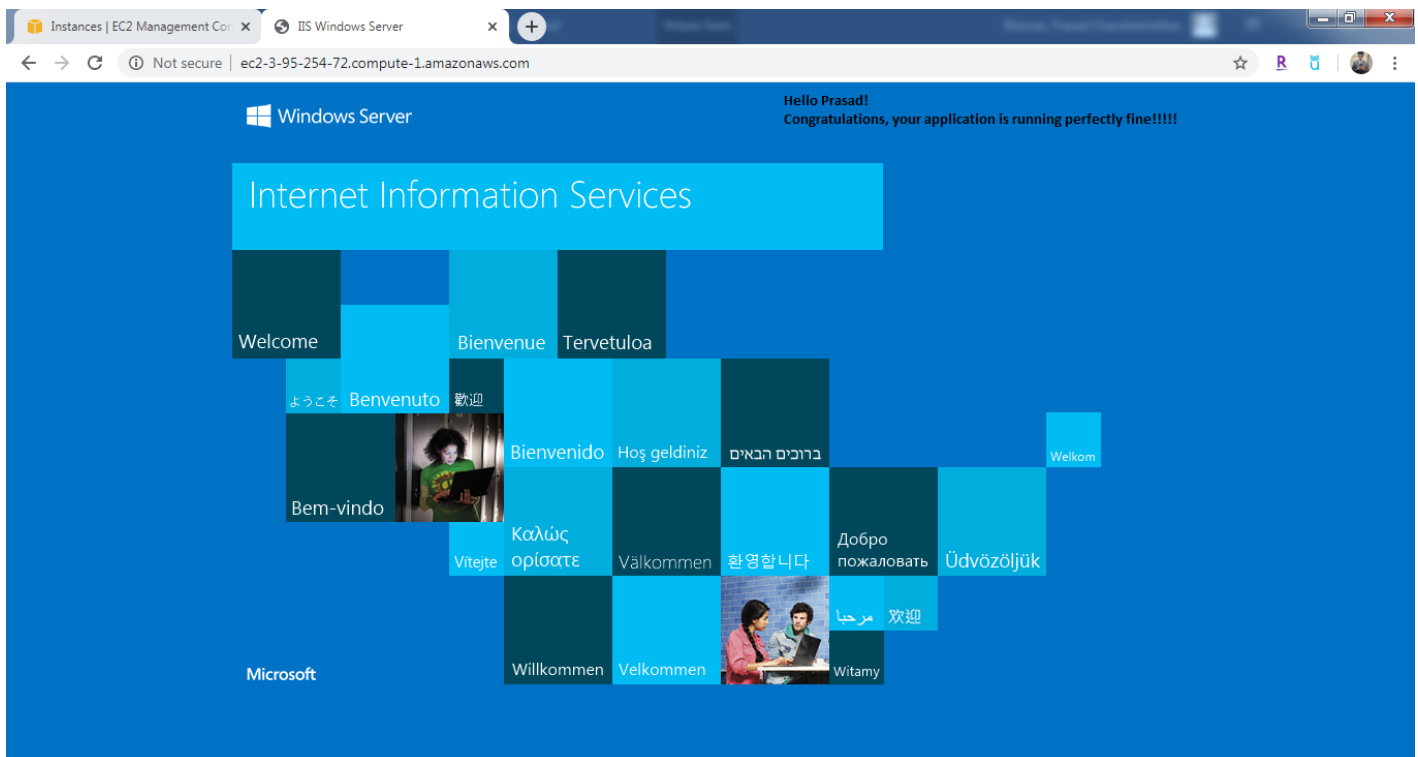 Instances | EC2 Management Con
IIS Windows Server
Not secure | ec2-3-95-254-72.compute-1.amazonaws.com
Windows Server
Hello Prasad!
Congratulations, your application is running perfectly fine!!!!!
Internet Information Services
Welcome
Bienvenue
Tervetuloa
ようこそ
Benvenuto
歡迎
Bienvenido
Hoş geldiniz
ברוכים הבאים
Welkom
Bem-vindo
Vítejte
Καλώς
ορίσατε
Välkommen
환영합니다
Добро
пожаловать
Üdvözöljük
مرحبا
欢迎
Microsoft
Willkommen
Velkommen
Witamy